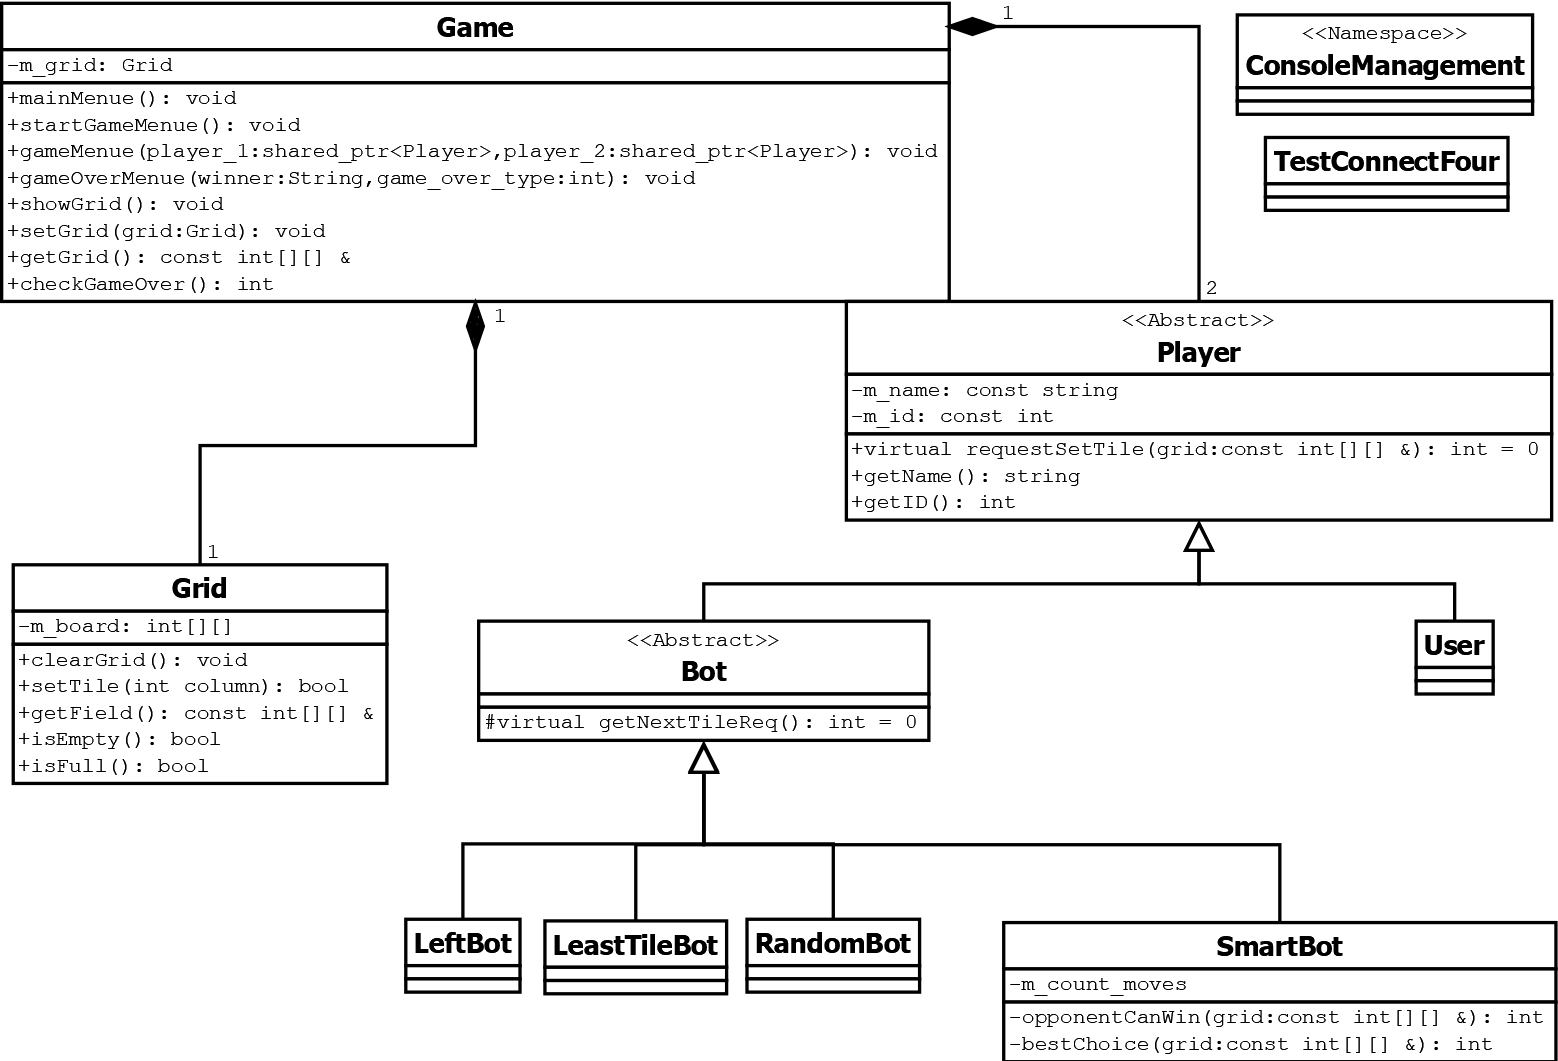 Game
-m_grid: Grid
+mainMenue(): void
+startGameMenue(): void
+gameMenue(player_1:shared_ptr<Player>,player_2:shared_ptr<Player>): void
+gameOverMenue(winner:String,game_over_type:int): void
+showGrid(): void
+setGrid(grid:Grid): void
+getGrid(): const int[][] &
+checkGameOver(): int
1
<<Namespace>>
ConsoleManagement
TestConnectFour
1
2
<<Abstract>>
Player
-m_name: const string
-m_id: const int
+virtual requestSetTile(grid:const int[][] &): int = 0
+getName(): string
+getID(): int
1
Grid
-m_board: int[][]
+clearGrid(): void
+setTile(int column): bool
+getField(): const int[][] &
+isEmpty(): bool
+isFull(): bool
<<Abstract>>
Bot
#virtual getNextTileReq(): int = 0
User
LeftBot
LeastTileBot
RandomBot
SmartBot
-m_count_moves
-opponentCanWin(grid:const int[][] &): int
-bestChoice(grid:const int[][] &): int